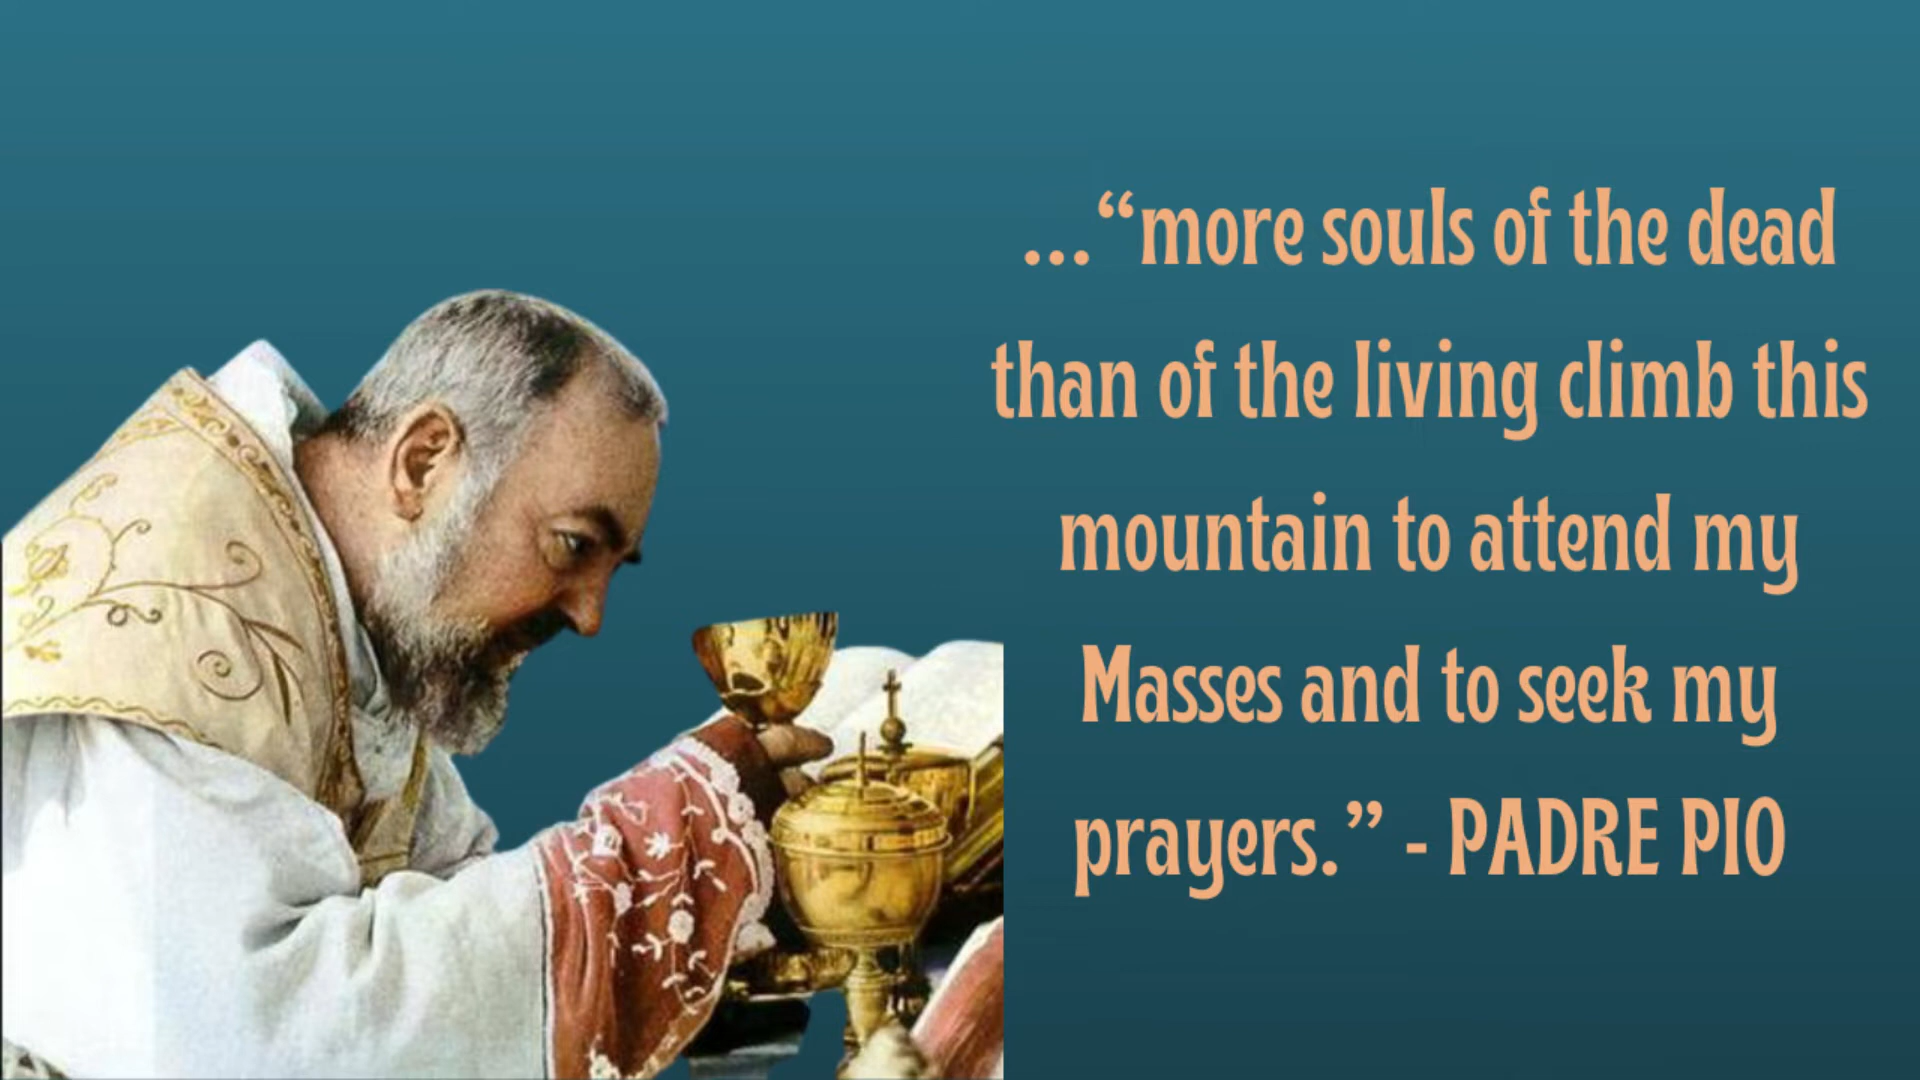 ...“more souls of the dead
than of the living climb this
mountain to attend my
Masses and to seek my
prayers.” - PADRE PIO